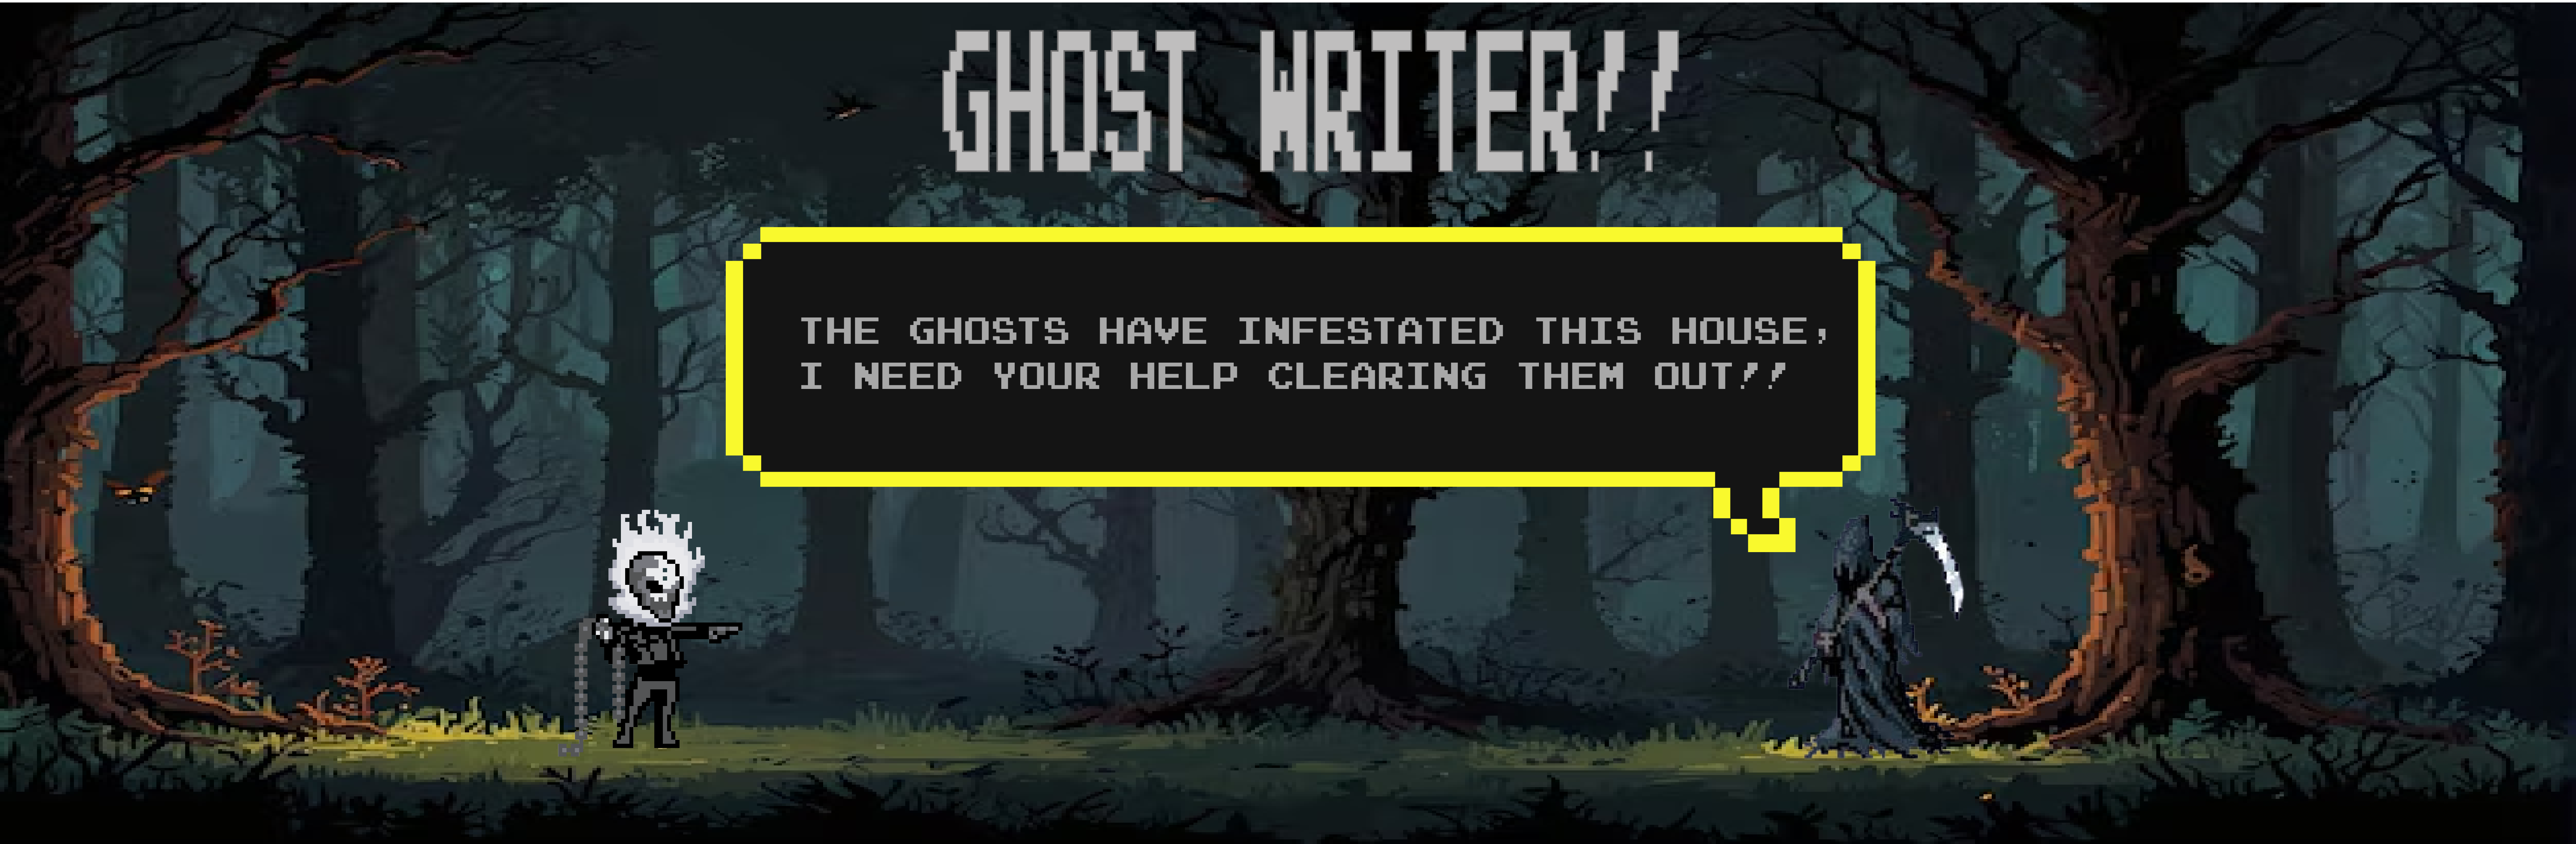 GHOST WRITER!!
THE GHOSTS HAVE INFESTATED THIS HOUSE,
I NEED YOUR HELP CLEARING THEM OUT!!